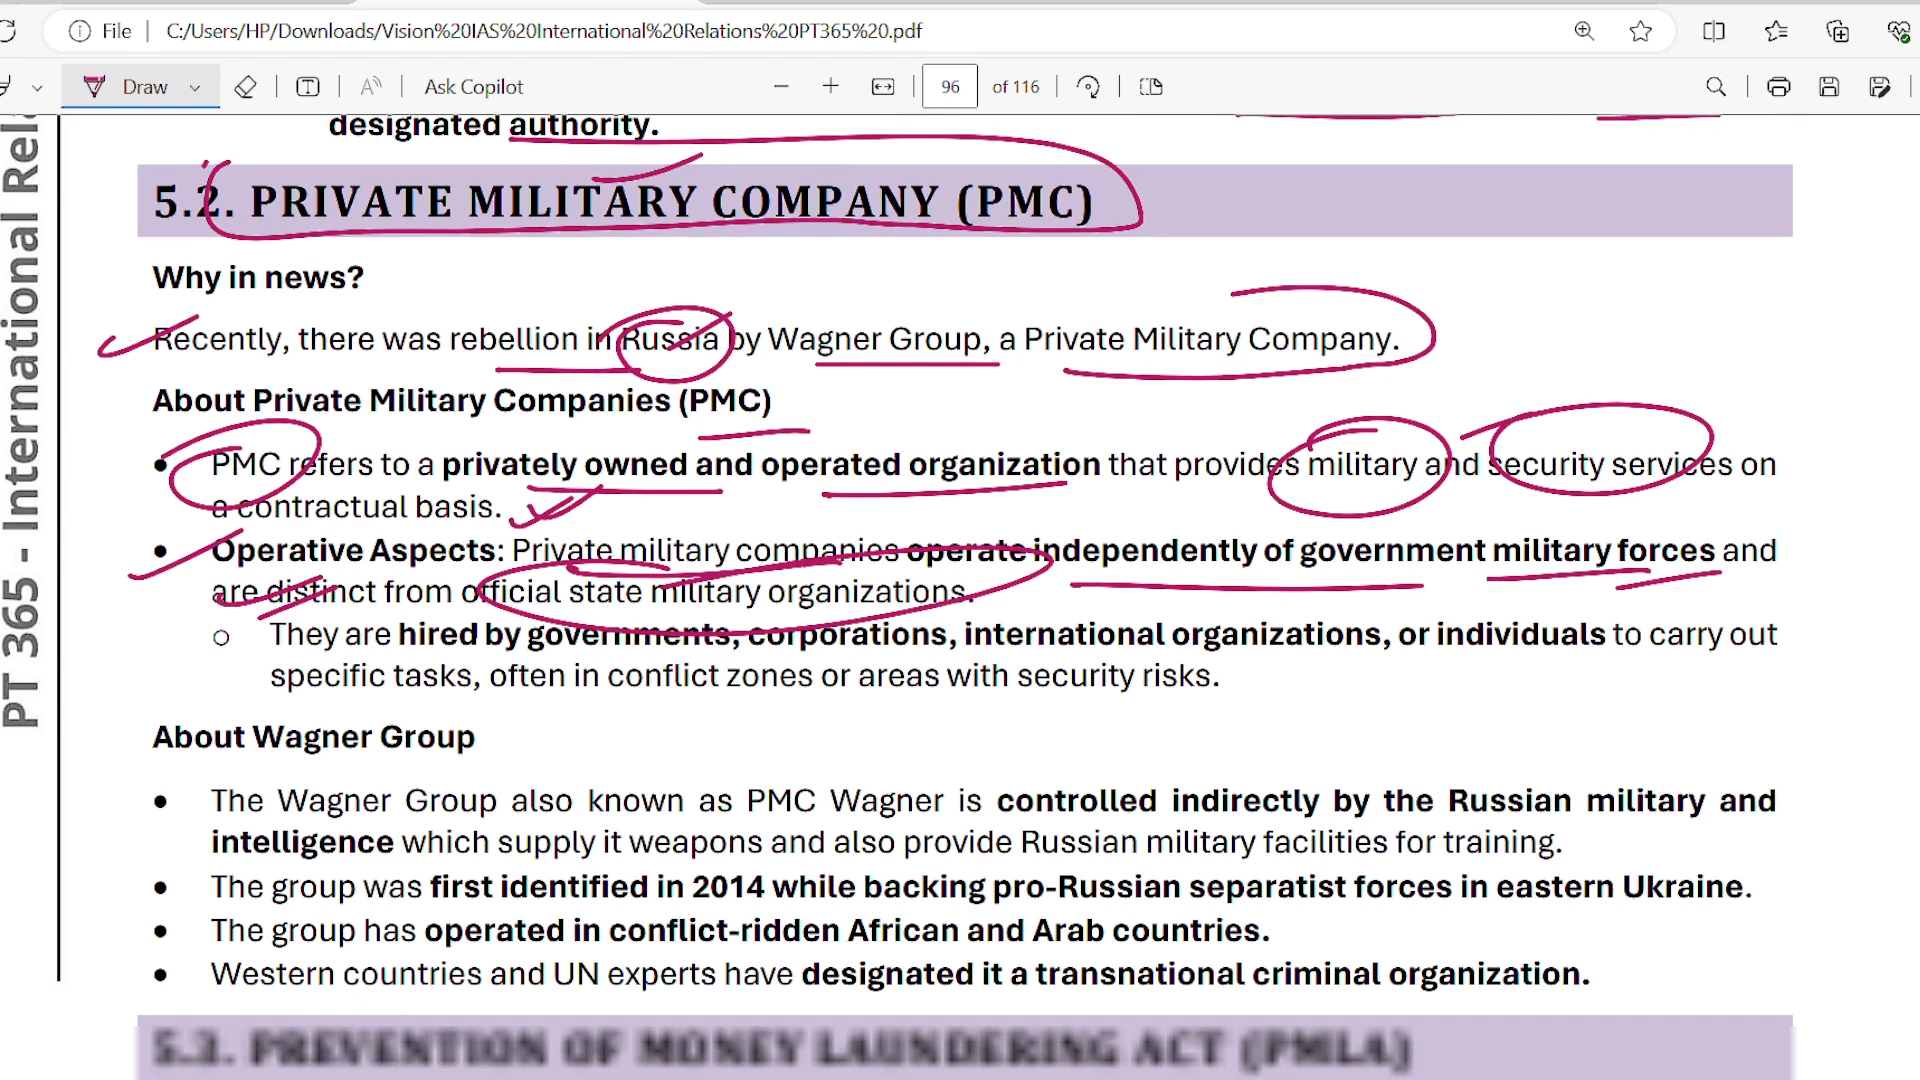 File C:/Users/HP/Downloads/Vision%20IAS%20International%20Relations%20PT365%20.pdf
Draw Ask Copilot 96 of 116
designated authority.
5.2. PRIVATE MILITARY COMPANY (PMC)
Why in news?
Recently, there was rebellion in Russia by Wagner Group, a Private Military Company.
About Private Military Companies (PMC)
• PMC refers to a privately owned and operated organization that provides military and security services on
a contractual basis.
• Operative Aspects: Private military companies operate independently of government military forces and
are distinct from official state military organizations.
o They are hired by governments, corporations, international organizations, or individuals to carry out
specific tasks, often in conflict zones or areas with security risks.
About Wagner Group
• The Wagner Group also known as PMC Wagner is controlled indirectly by the Russian military and
intelligence which supply it weapons and also provide Russian military facilities for training.
• The group was first identified in 2014 while backing pro-Russian separatist forces in eastern Ukraine.
• The group has operated in conflict-ridden African and Arab countries.
• Western countries and UN experts have designated it a transnational criminal organization.
5.3. PREVENTION OF MONEY LAUNDERING ACT (PMLA)
PT 365 - International Rel